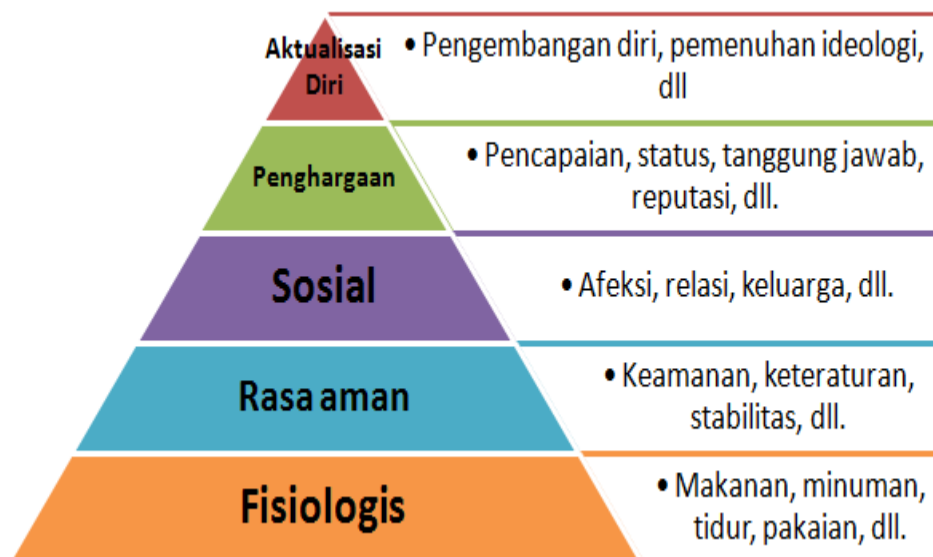 Aktualisasi
Diri
• Pengembangan diri, pemenuhan ideologi,
dll
Penghargaan
• Pencapaian, status, tanggung jawab,
reputasi, dll.
Sosial
• Afeksi, relasi, keluarga, dll.
Rasa aman
• Keamanan, keteraturan,
stabilitas, dll.
Fisiologis
• Makanan, minuman,
tidur, pakaian, dll.